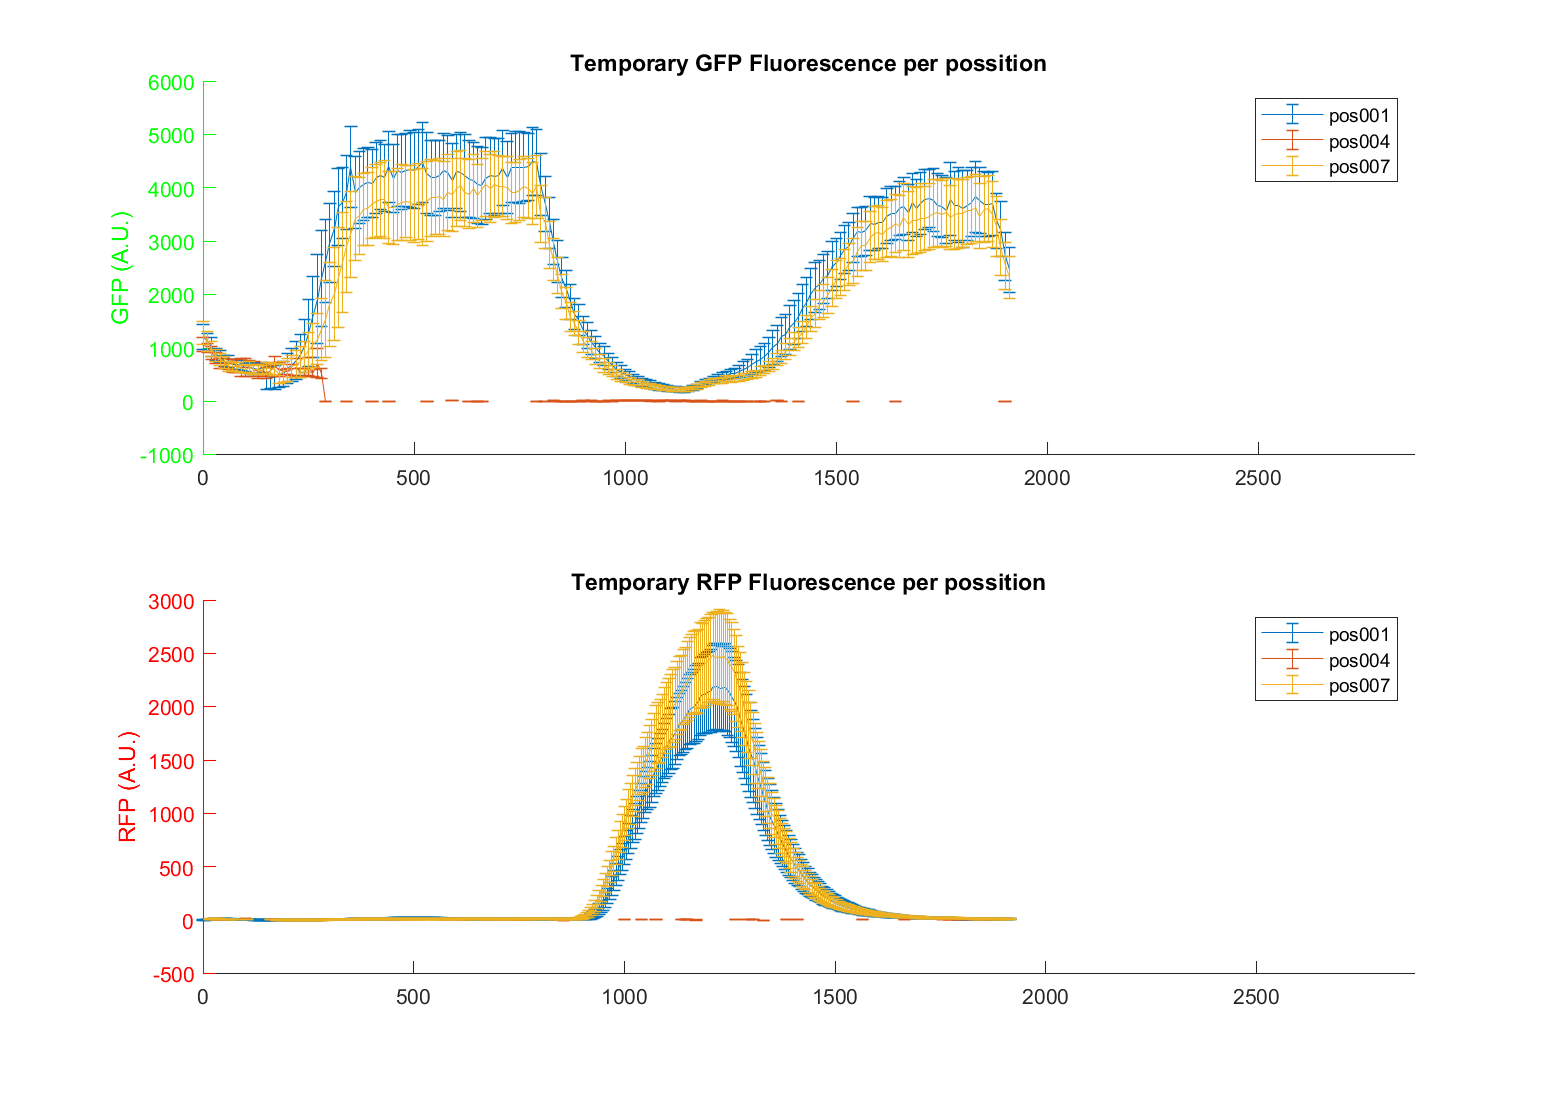 Temporary GFP Fluorescence per possition
6000
5000
4000
3000
2000
1000
0
-1000
GFP (A.U.)
0 500 1000 1500 2000 2500
pos001
pos004
pos007
Temporary RFP Fluorescence per possition
3000
2500
2000
1500
1000
500
0
-500
RFP (A.U.)
0 500 1000 1500 2000 2500
pos001
pos004
pos007